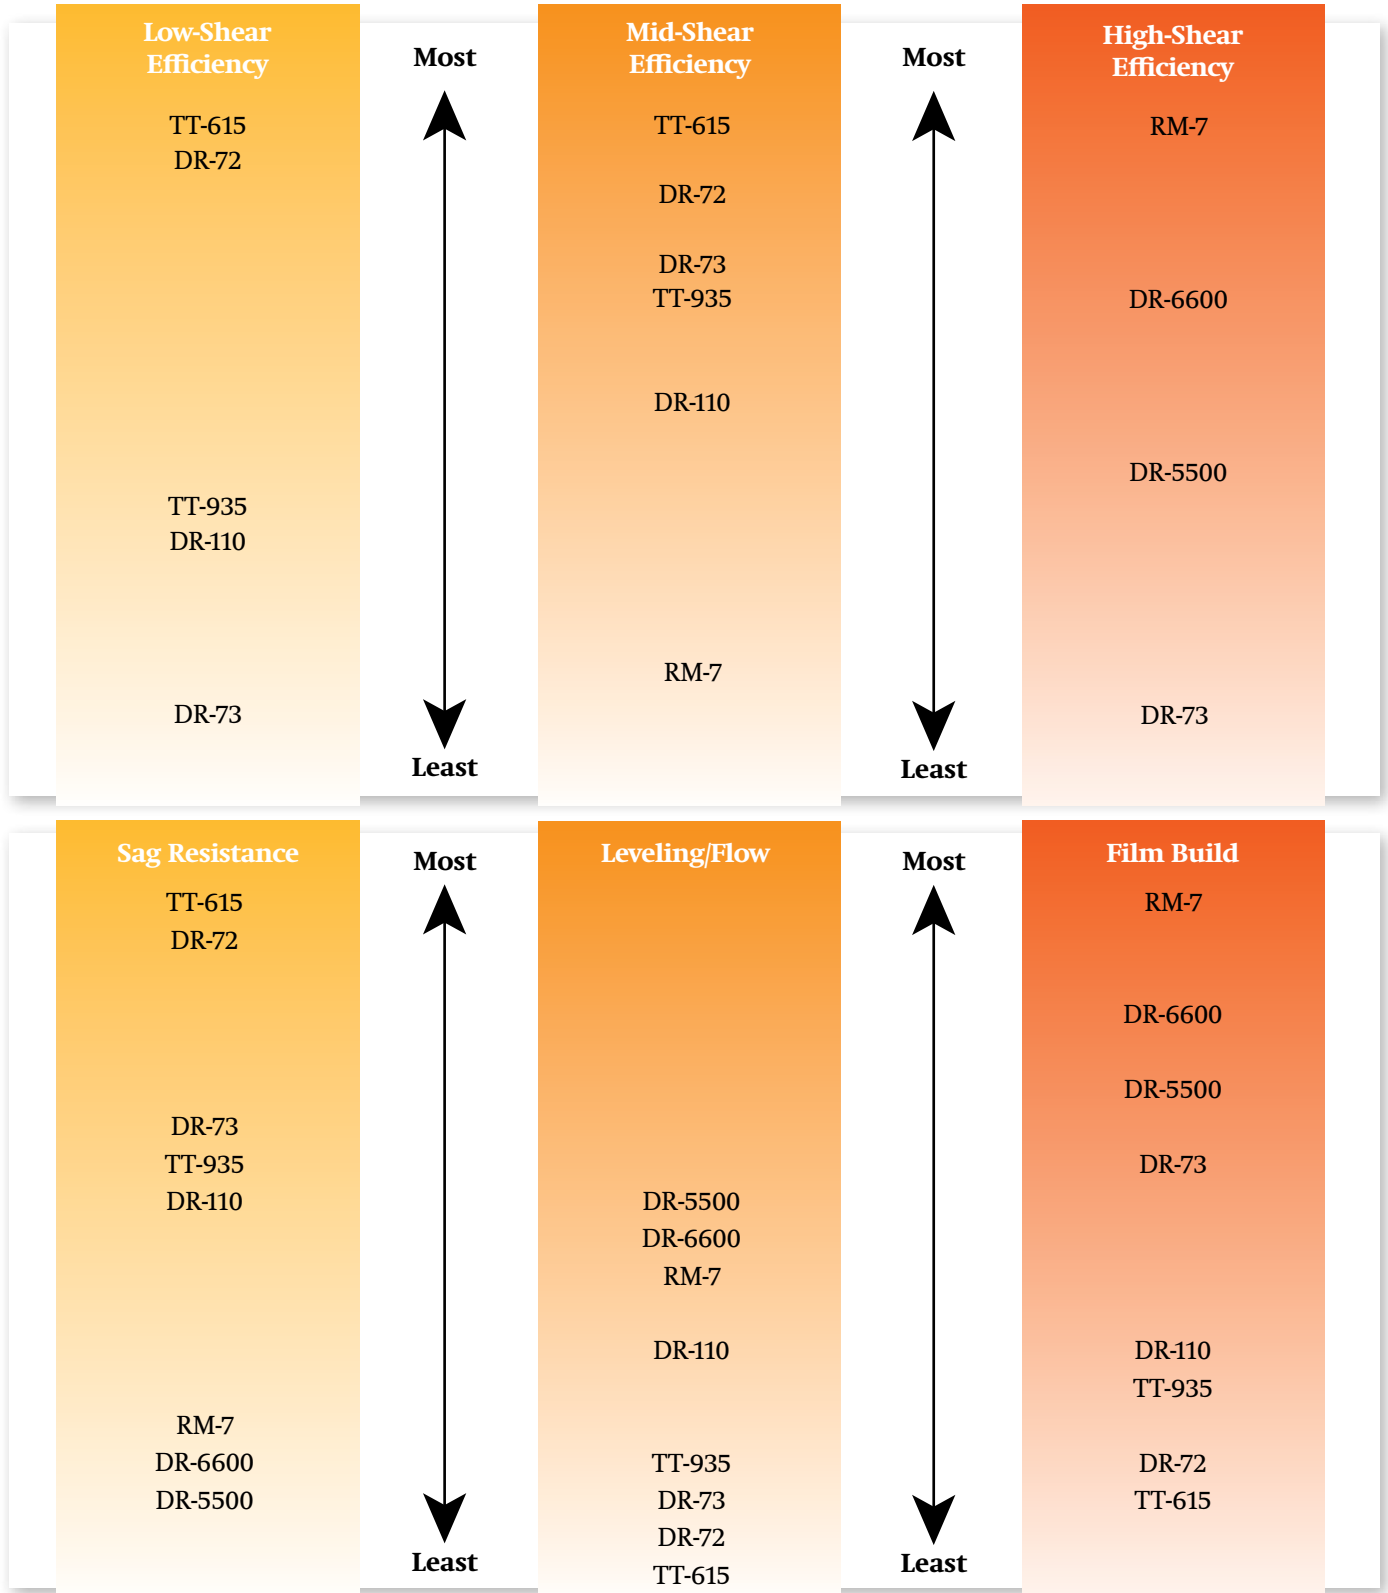 Low-Shear
Efficiency
TT-615
DR-72
TT-935
DR-110
DR-73
Most
Least
Mid-Shear
Efficiency
TT-615
DR-72
DR-73
TT-935
DR-110
RM-7
Most
Least
High-Shear
Efficiency
RM-7
DR-6600
DR-5500
DR-73
Sag Resistance
TT-615
DR-72
DR-73
TT-935
DR-110
RM-7
DR-6600
DR-5500
Most
Least
Leveling/Flow
DR-5500
DR-6600
RM-7
DR-110
TT-935
DR-73
DR-72
TT-615
Most
Least
Film Build
RM-7
DR-6600
DR-5500
DR-73
DR-110
TT-935
DR-72
TT-615